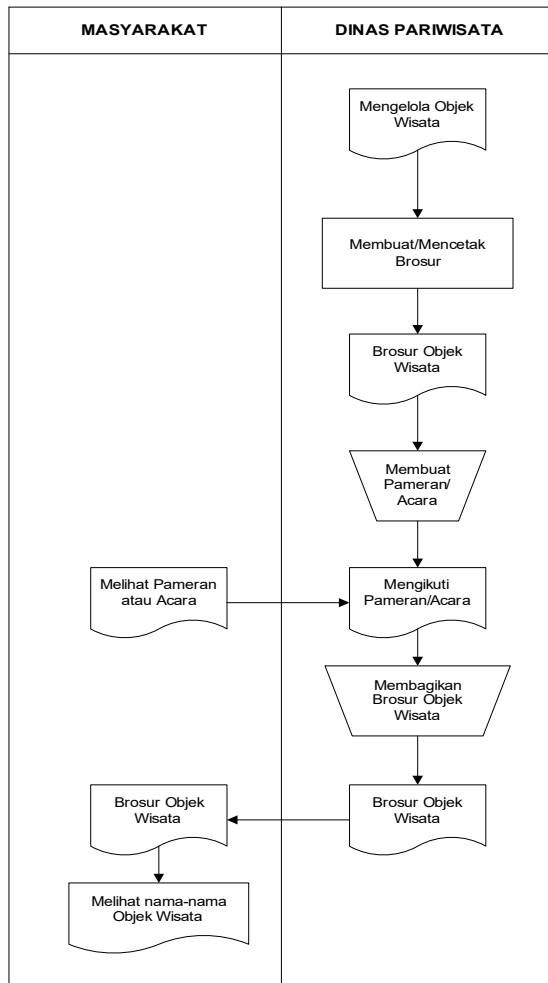 MASYARAKAT
DINAS PARIWISATA
Mengelola Objek
Wisata
Membuat/Mencetak
Brosur
Brosur Objek
Wisata
Membuat
Pameran/
Acara
Melihat Pameran
atau Acara
Mengikuti
Pameran/Acara
Membagikan
Brosur Objek
Wisata
Brosur Objek
Wisata
Brosur Objek
Wisata
Melihat nama-nama
Objek Wisata